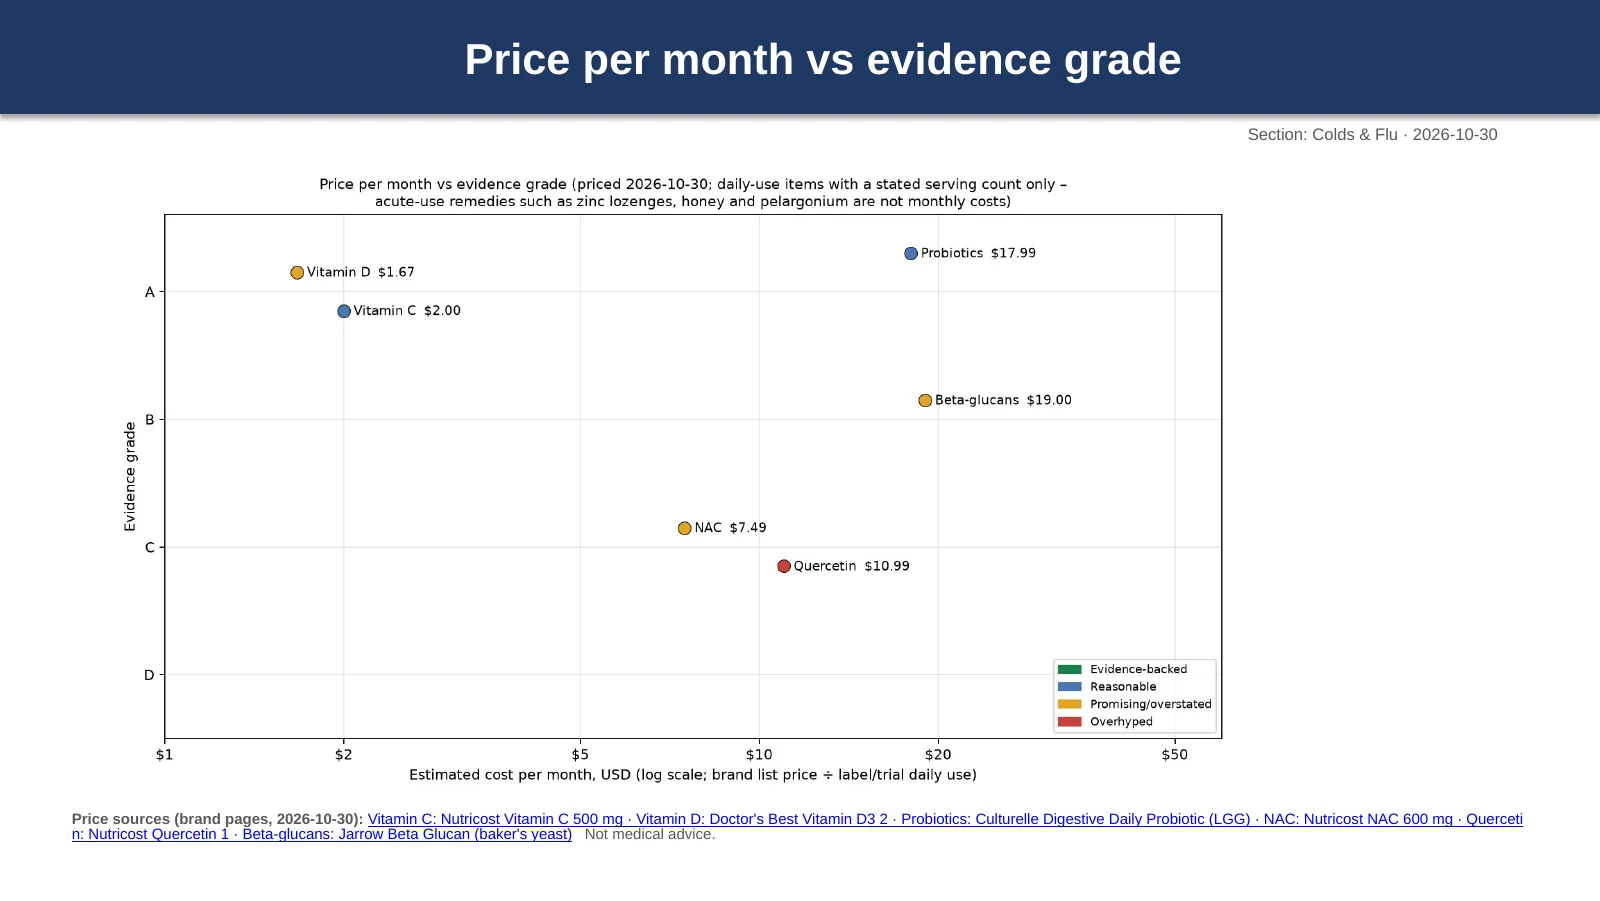 Price per month vs evidence grade
Section: Colds & Flu · 2026-10-30
Price per month vs evidence grade (priced 2026-10-30; daily-use items with a stated serving count only –
acute-use remedies such as zinc lozenges, honey and pelargonium are not monthly costs)
Probiotics $17.99
Vitamin D $1.67
A
Vitamin C $2.00
Beta-glucans $19.00
B
Evidence grade
NAC $7.49
C
Quercetin $10.99
D
Evidence-backed
Reasonable
Promising/overstated
Overhyped
$1 $2 $5 $10 $20 $50
Estimated cost per month, USD (log scale; brand list price ÷ label/trial daily use)
Price sources (brand pages, 2026-10-30): Vitamin C: Nutricost Vitamin C 500 mg · Vitamin D: Doctor's Best Vitamin D3 2 · Probiotics: Culturelle Digestive Daily Probiotic (LGG) · NAC: Nutricost NAC 600 mg · Querceti
n: Nutricost Quercetin 1 · Beta-glucans: Jarrow Beta Glucan (baker's yeast) Not medical advice.